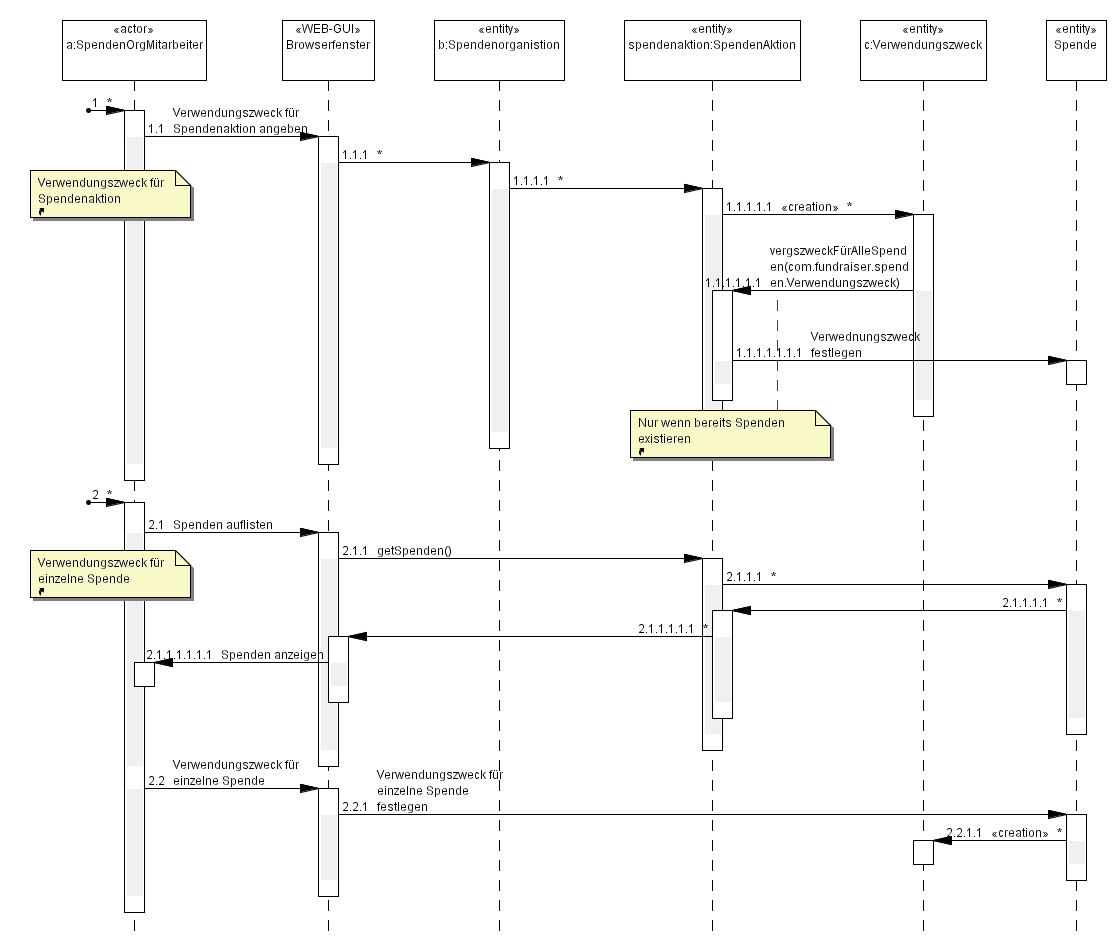 «actor»
a:SpendenOrgMitarbeiter
«WEB-GUI»
Browserfenster
«entity»
b:Spendenorganistion
«entity»
spendenaktion:SpendenAktion
«entity»
c:Verwendungszweck
«entity»
Spende
1 *
1.1 Verwendungszweck für
Spendenaktion angeben
1.1.1 *
Verwendungszweck für
Spendenaktion
1.1.1.1 *
1.1.1.1.1 «creation» *
1.1.1.1.1.1 vergszweckFürAlleSpend
en(com.fundraiser.spend
en.Verwendungszweck)
1.1.1.1.1.1.1 Verwednungszweck
festlegen
Nur wenn bereits Spenden
existieren
2 *
2.1 Spenden auflisten
2.1.1 getSpenden()
Verwendungszweck für
einzelne Spende
2.1.1.1 *
2.1.1.1.1 *
2.1.1.1.1.1 *
2.1.1.1.1.1.1 Spenden anzeigen
2.2 Verwendungszweck für
einzelne Spende
2.2.1 Verwendungszweck für
einzelne Spende
festlegen
2.2.1.1 «creation» *